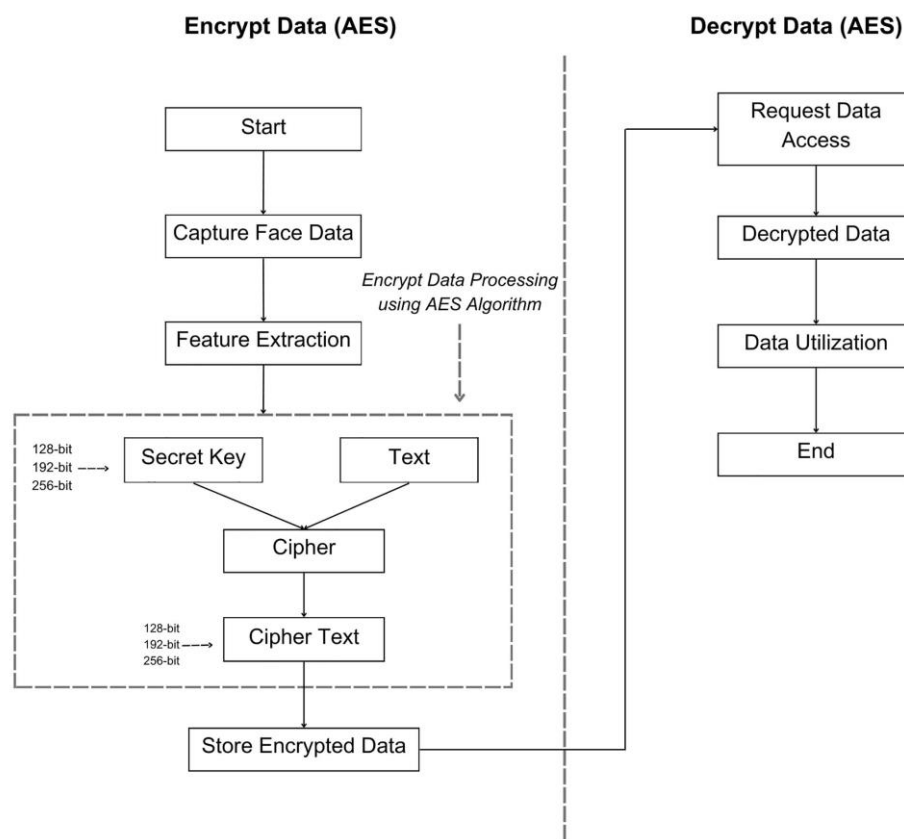 Encrypt Data (AES)
Start
Capture Face Data
Feature Extraction
Encrypt Data Processing
using AES Algorithm
128-bit
192-bit
256-bit
Secret Key
Text
Cipher
128-bit
192-bit
256-bit
Cipher Text
Store Encrypted Data
Decrypt Data (AES)
Request Data
Access
Decrypted Data
Data Utilization
End